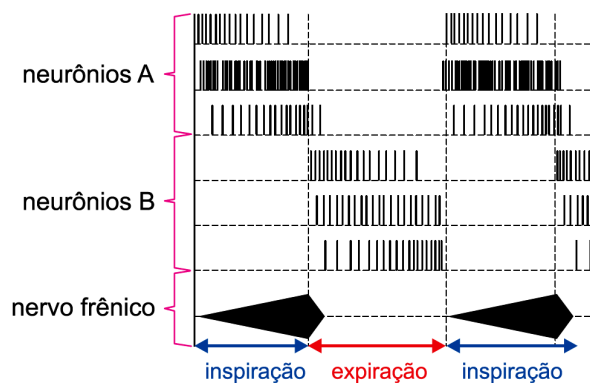 neurônios A
neurônios B
nervo frênico
inspiração expiração inspiração